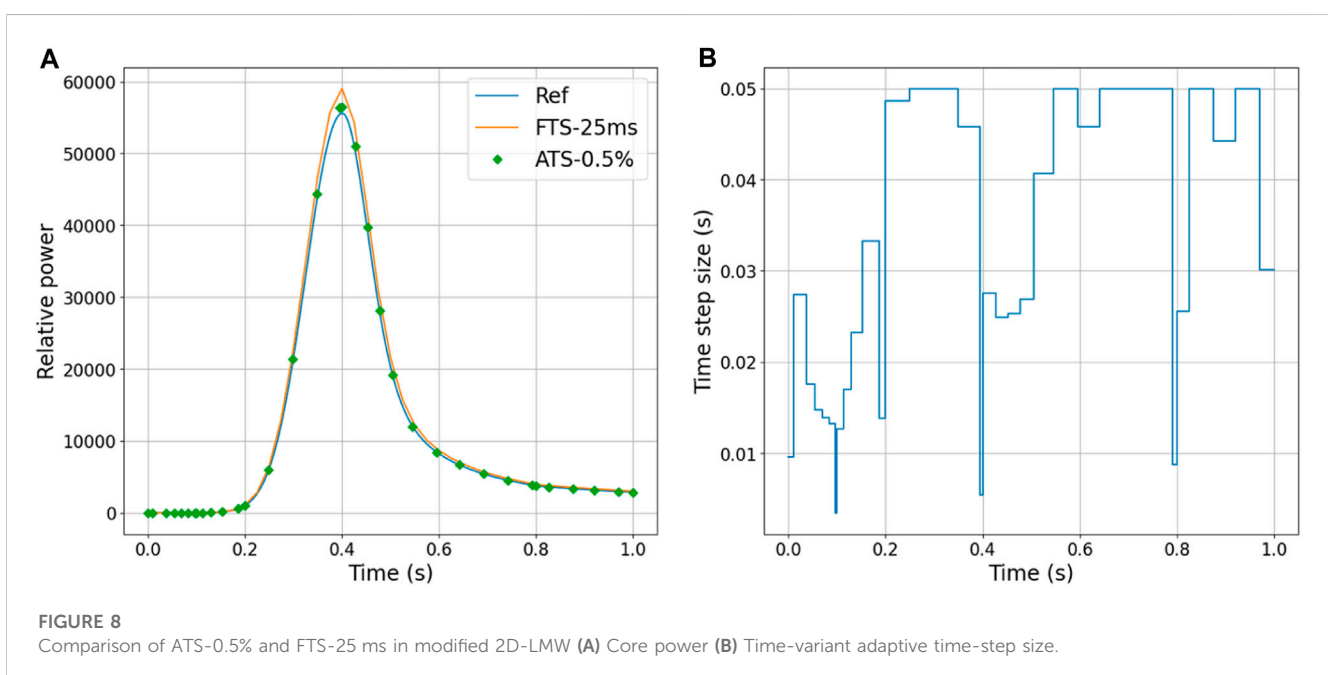 A
60000
50000
40000
30000
20000
10000
0
Relative power
Ref
FTS-25ms
ATS-0.5%
0.0 0.2 0.4 0.6 0.8 1.0
Time (s)
B
0.05
0.04
0.03
0.02
0.01
Time step size (s)
0.0 0.2 0.4 0.6 0.8 1.0
Time (s)
FIGURE 8
Comparison of ATS-0.5% and FTS-25 ms in modified 2D-LMW (A) Core power (B) Time-variant adaptive time-step size.